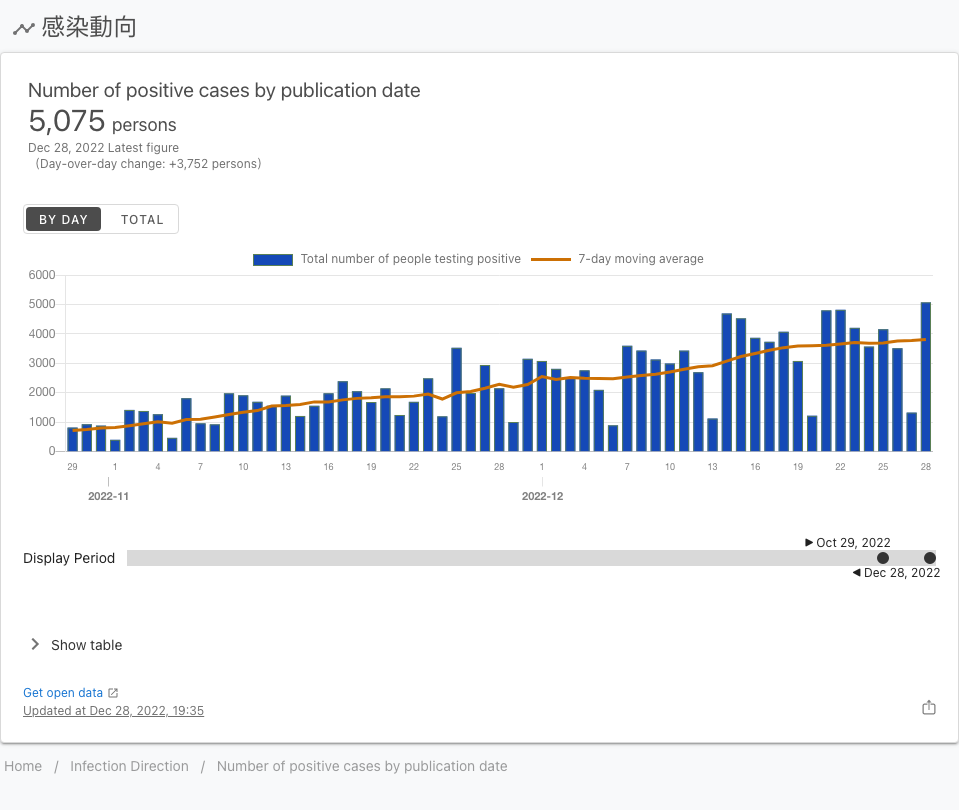 感染動向
Number of positive cases by publication date
5,075 persons
Dec 28, 2022 Latest figure
(Day-over-day change: +3,752 persons)
BY DAY TOTAL
Total number of people testing positive 7-day moving average
6000
5000
4000
3000
2000
1000
0
29 1 4 7 10 13 16 19 22 25 28 1 4 7 10 13 16 19 22 25 28
2022-11 2022-12
Oct 29, 2022
Display Period
Dec 28, 2022
Show table
Get open data
Updated at Dec 28, 2022, 19:35
Home / Infection Direction / Number of positive cases by publication date